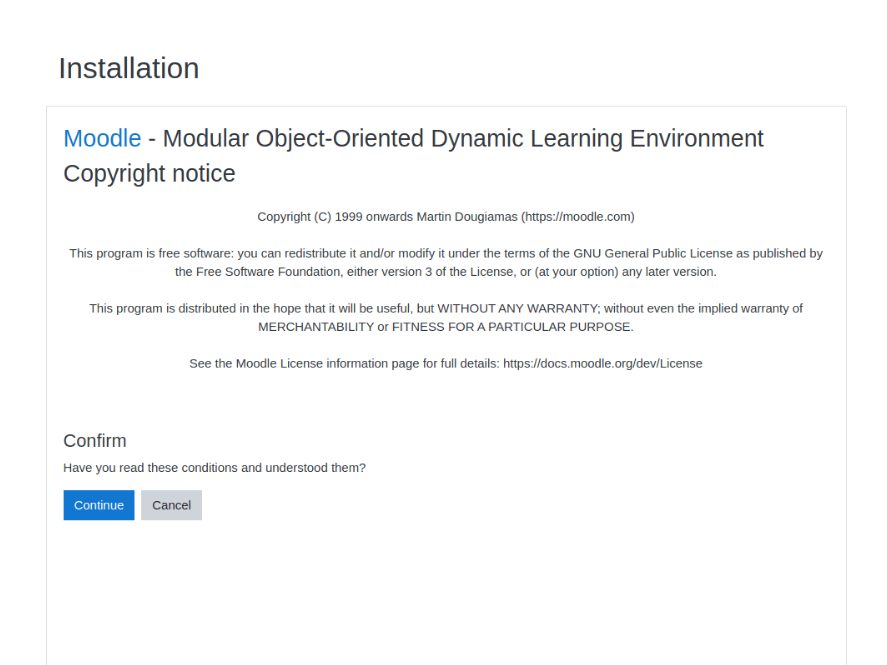 Installation
Moodle - Modular Object-Oriented Dynamic Learning Environment
Copyright notice
Copyright (C) 1999 onwards Martin Dougiamas (https://moodle.com)
This program is free software: you can redistribute it and/or modify it under the terms of the GNU General Public License as published by
the Free Software Foundation, either version 3 of the License, or (at your option) any later version.
This program is distributed in the hope that it will be useful, but WITHOUT ANY WARRANTY; without even the implied warranty of
MERCHANTABILITY or FITNESS FOR A PARTICULAR PURPOSE.
See the Moodle License information page for full details: https://docs.moodle.org/dev/License
Confirm
Have you read these conditions and understood them?
Continue Cancel